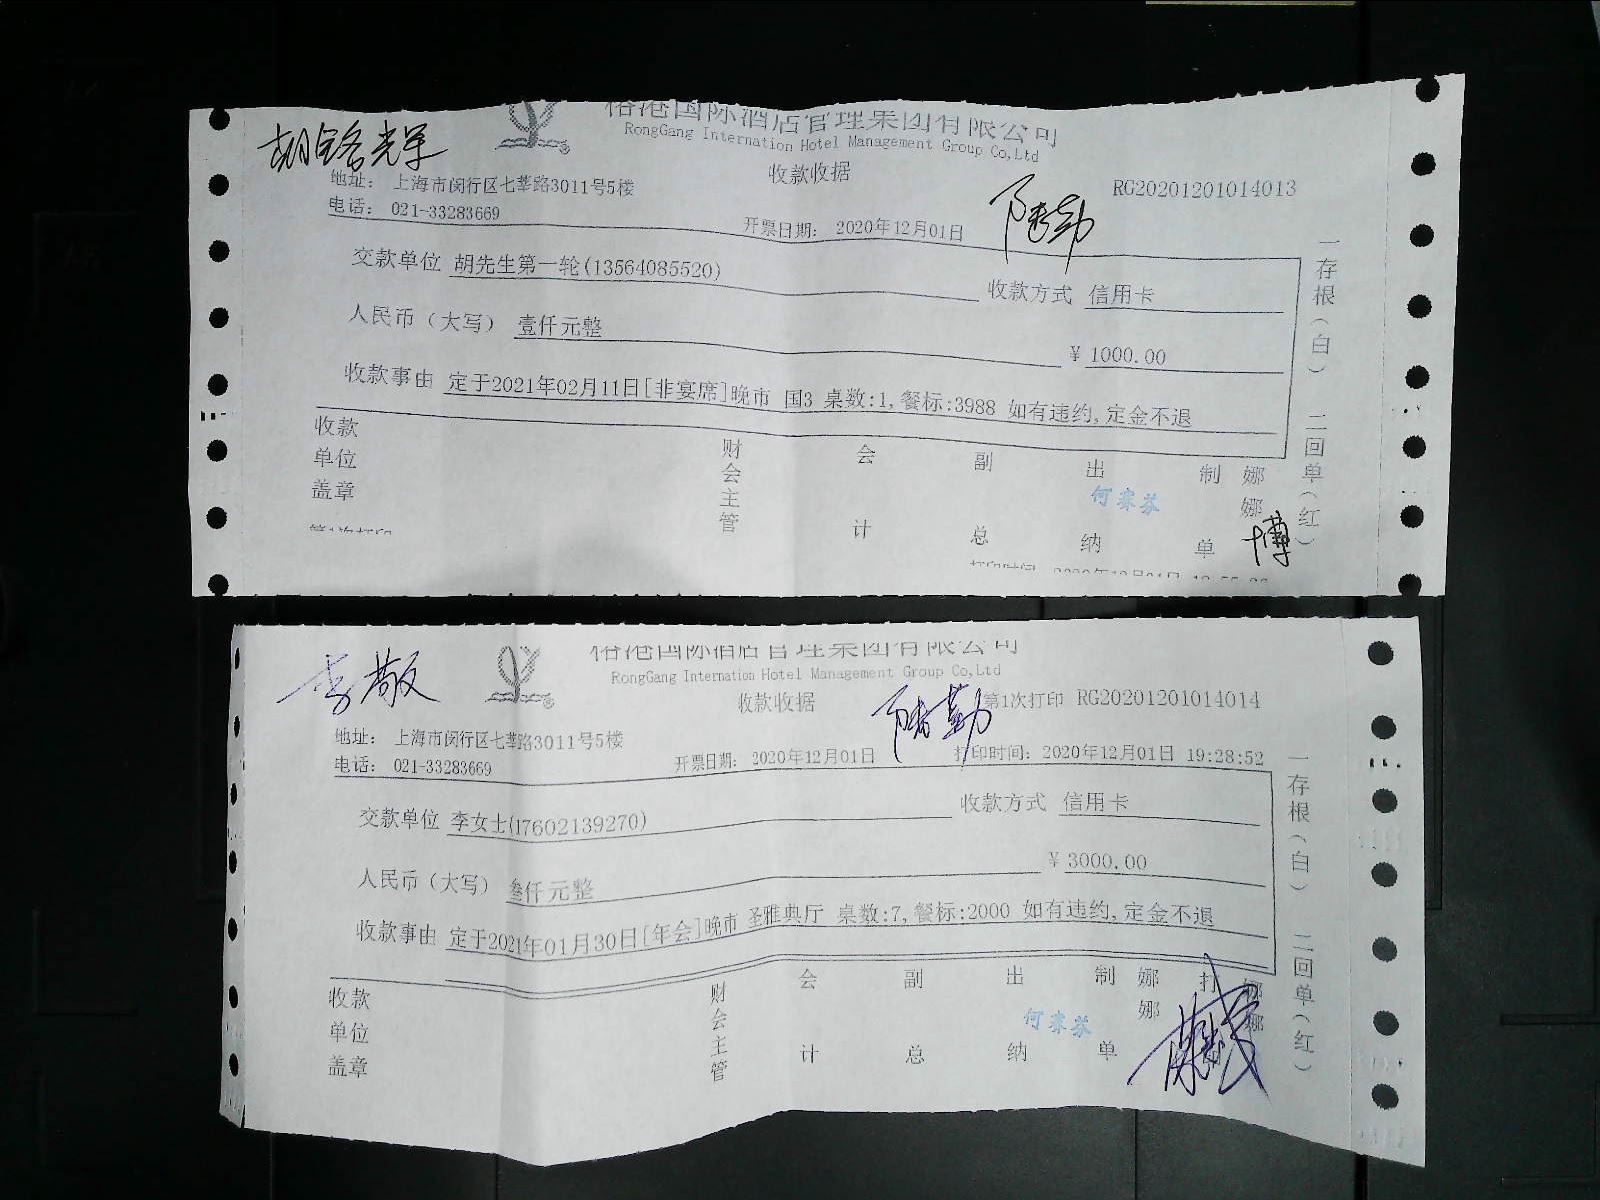 榕港国际酒店管理集团有限公司
RongGang International Hotel Management Group Co,Ltd
收款收据
RG20201201014013
地址: 上海市闵行区七莘路3011号5楼
电话: 021-33283669
开票日期: 2020年12月01日
交款单位 胡先生第一轮(13564085520)
收款方式 信用卡
人民币（大写） 壹仟元整
¥ 1000.00
收款事由 定于2021年02月11日[非宴席]晚市 国3 桌数:1,餐标:3988 如有违约,定金不退
收款单位盖章
财会主管
会计
副总
出纳
何霖芬
制单
娜娜
一存根(白) 二回单(红)
第1次打印
榕港国际酒店管理集团有限公司
RongGang International Hotel Management Group Co,Ltd
收款收据
第1次打印 RG20201201014014
地址: 上海市闵行区七莘路3011号5楼
电话: 021-33283669
开票日期: 2020年12月01日
打印时间: 2020年12月01日 19:28:52
交款单位 李女士(17602139270)
收款方式 信用卡
人民币（大写） 叁仟元整
¥ 3000.00
收款事由 定于2021年01月30日[年会]晚市 圣雅典厅 桌数:7,餐标:2000 如有违约,定金不退
收款单位盖章
财会主管
会计
副总
出纳
何霖芬
制单
娜娜
一存根(白) 二回单(红)